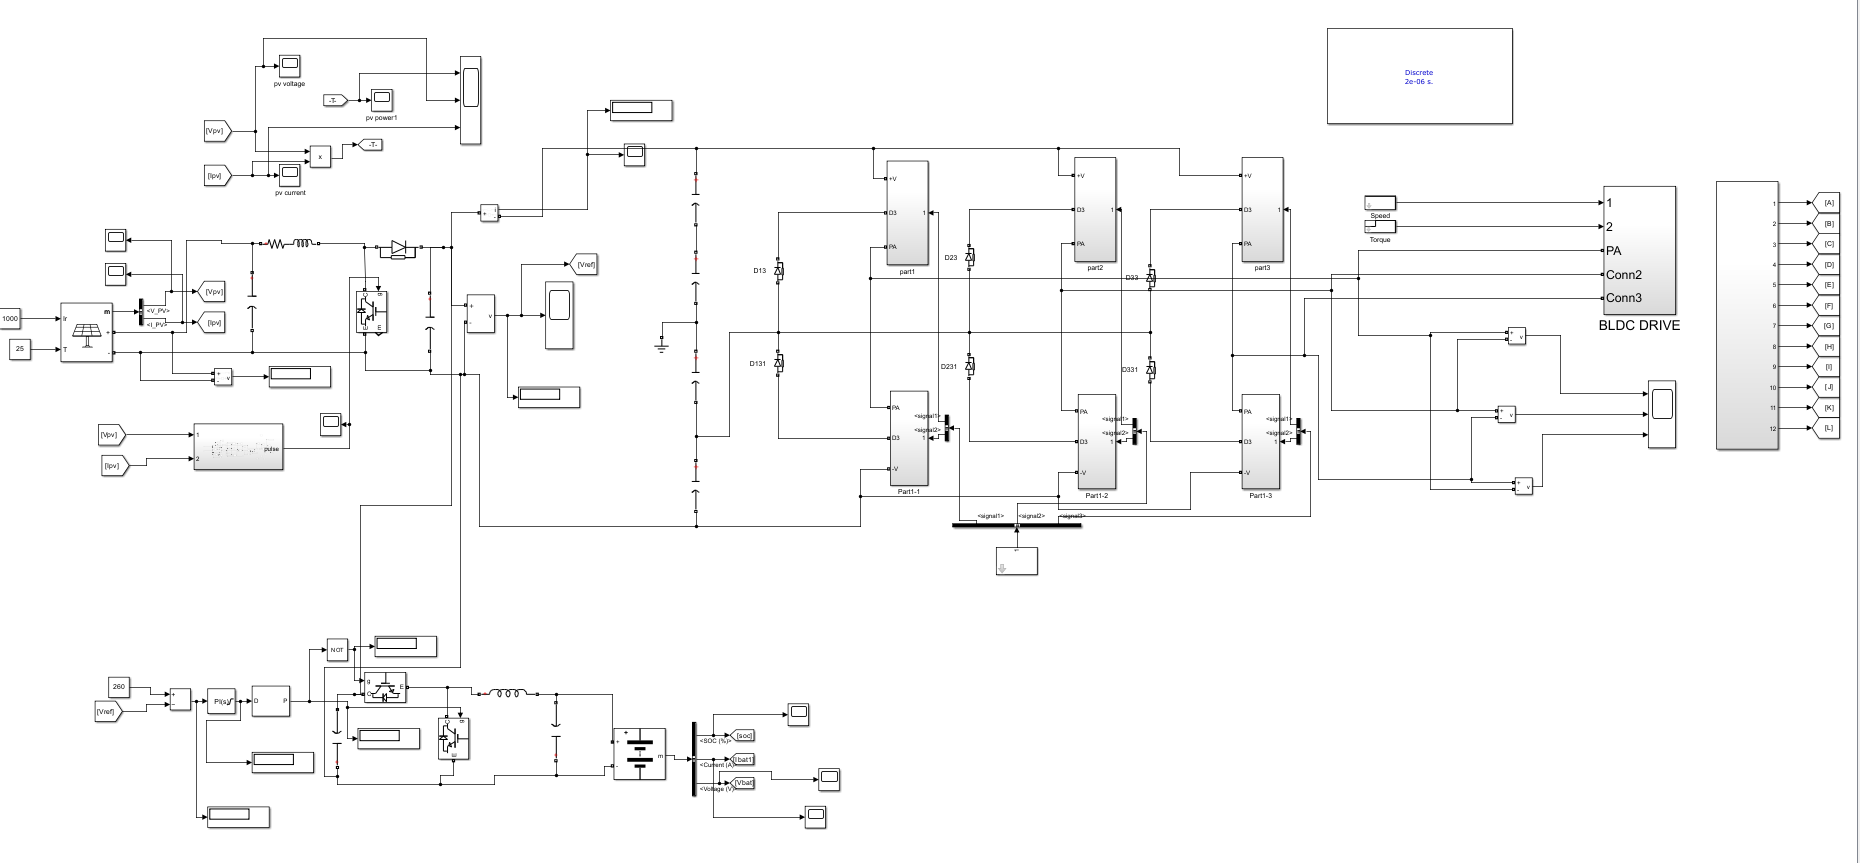 Discrete
2e-06 s.
pv voltage
-T-
pv power1
[Vpv]
-T-
x
[Ipv]
pv current
+
i
-
+V
D3
1
PA
part1
+V
D3
1
PA
part2
+V
D3
1
PA
part3
Speed
Torque
1
2
PA
Conn2
Conn3
BLDC DRIVE
1
2
3
4
5
6
7
8
9
10
11
12
[A]
[B]
[C]
[D]
[E]
[F]
[G]
[H]
[I]
[J]
[K]
[L]
D13
D23
D33
D131
D231
D331
[Vref]
[Vpv]
[Ipv]
<V_PV>
<I_PV>
1000
25
Ir
T
m
+
-
g
C
E
+
-
v
+
-
v
[Vpv]
[Ipv]
1
2
pulse
PA
D3
1
-V
Part1-1
<signal1>
<signal2>
PA
D3
1
-V
Part1-2
<signal1>
<signal2>
PA
D3
1
-V
Part1-3
<signal1>
<signal2>
<signal1>
<signal2>
<signal3>
+
-
v
+
-
v
+
-
v
NOT
260
[Vref]
+
−
PI(s)
D
P
g
C
E
g
C
E
+
-
m
<SOC (%)>
<Current (A)>
<Voltage (V)>
[soc]
[Ibat1]
[Vbat]